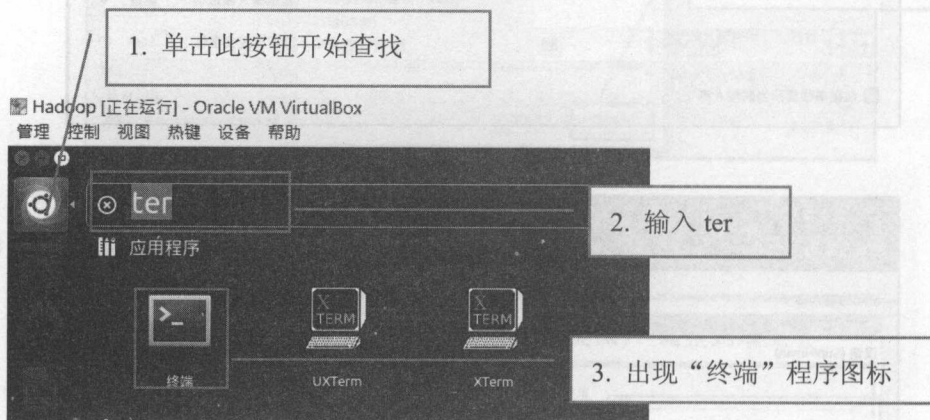 1. 单击此按钮开始查找
Hadoop [正在运行] - Oracle VM VirtualBox
管理 控制 视图 热键 设备 帮助
ter
2. 输入 ter
应用程序
>_
X TERM
X TERM
终端
UXTerm
XTerm
3. 出现“终端”程序图标